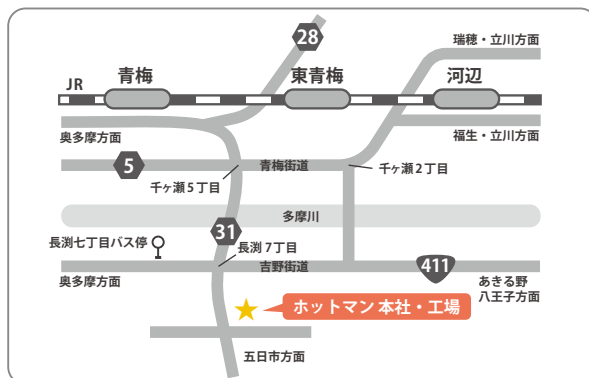 28
瑞穂・立川方面
JR
青梅
東青梅
河辺
奥多摩方面
福生・立川方面
5
青梅街道
千ヶ瀬5丁目
千ヶ瀬2丁目
多摩川
31
長渕七丁目バス停
長渕7丁目
吉野街道
411
奥多摩方面
あきる野
八王子方面
ホットマン 本社・工場
五日市方面